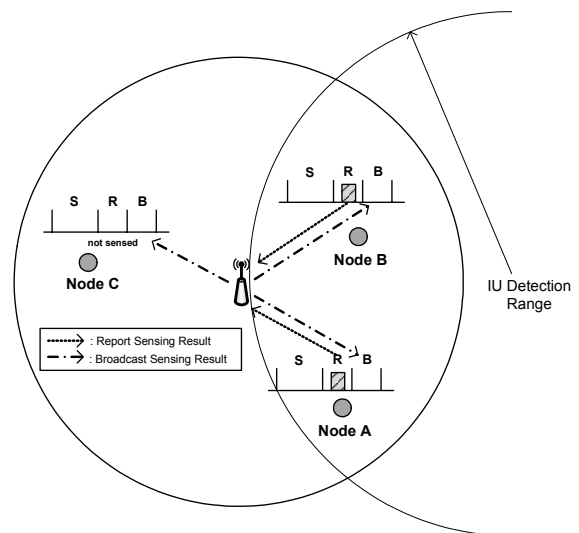 S R B
S R B
not sensed
Node B
Node C
IU Detection
Range
: Report Sensing Result
: Broadcast Sensing Result
S R B
Node A